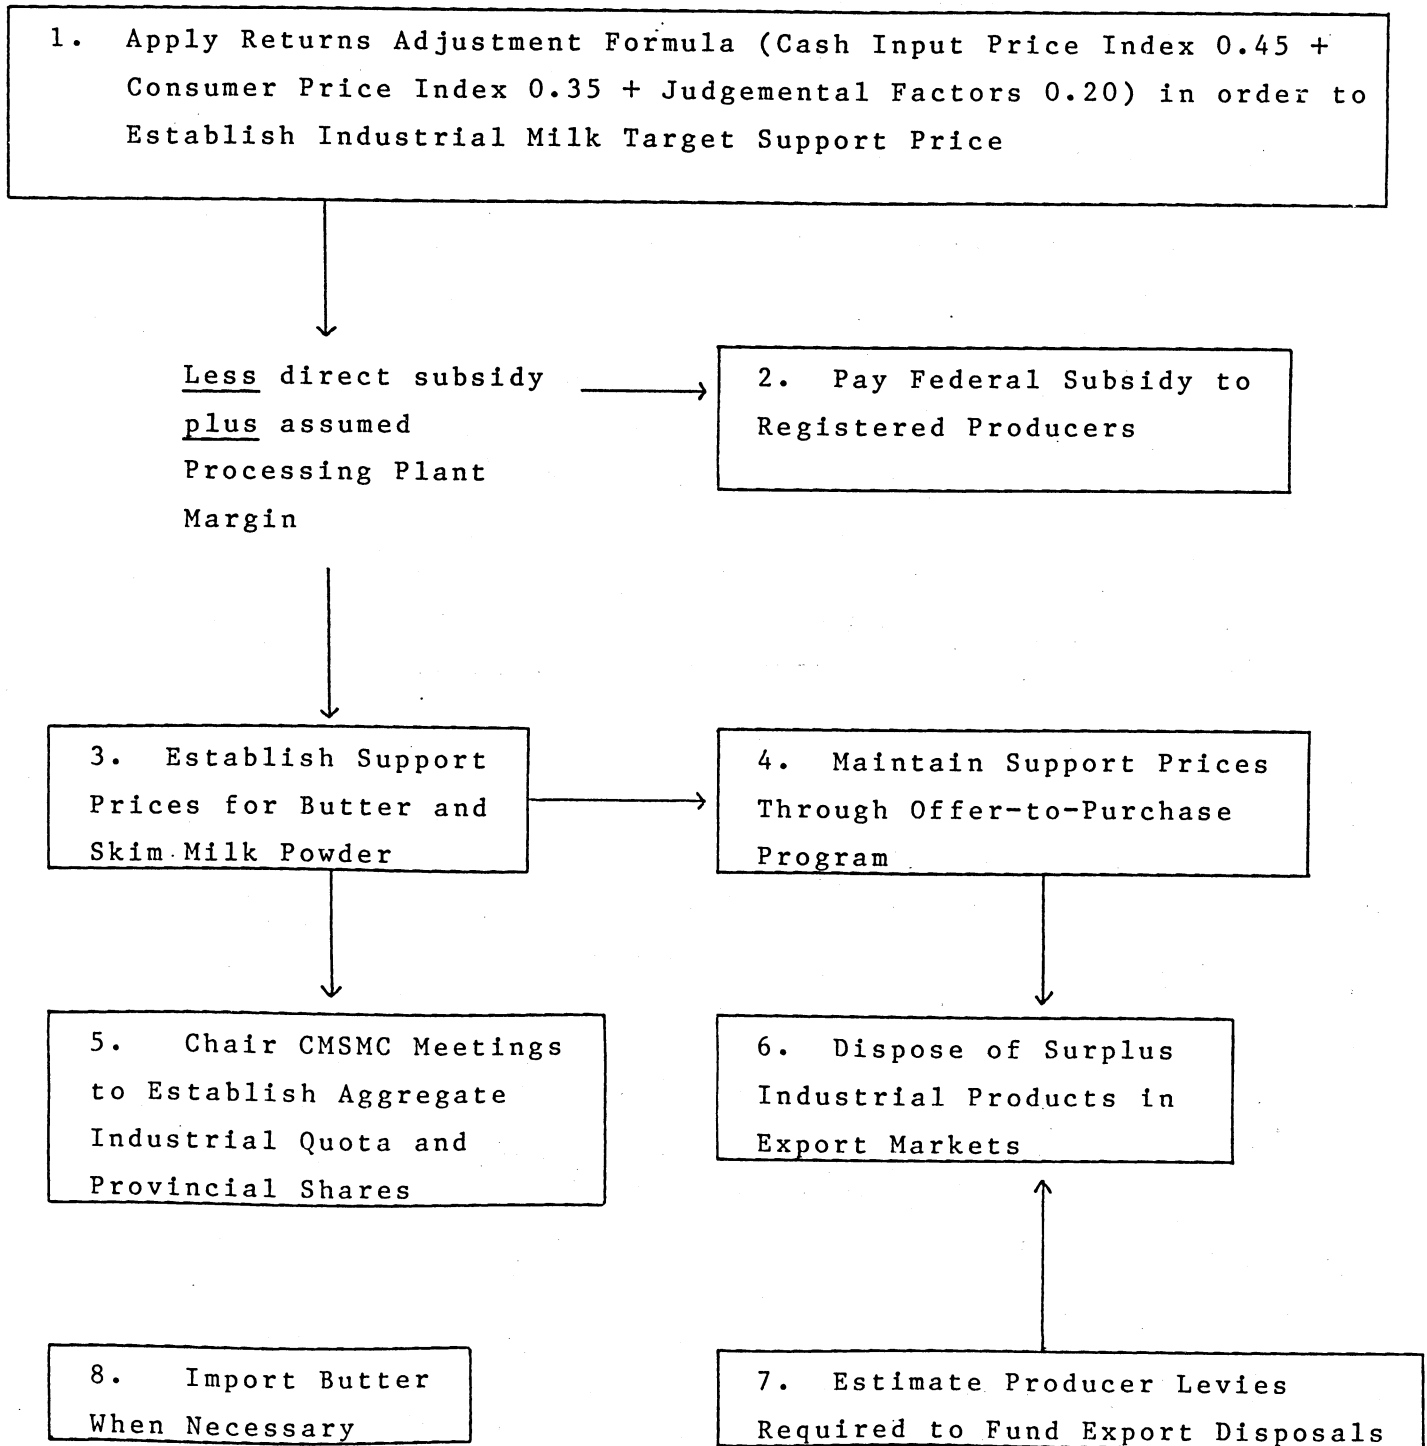 1. Apply Returns Adjustment Formula (Cash Input Price Index 0.45 +
Consumer Price Index 0.35 + Judgemental Factors 0.20) in order to
Establish Industrial Milk Target Support Price
Less direct subsidy
plus assumed
Processing Plant
Margin
2. Pay Federal Subsidy to
Registered Producers
3. Establish Support
Prices for Butter and
Skim Milk Powder
4. Maintain Support Prices
Through Offer-to-Purchase
Program
5. Chair CMSMC Meetings
to Establish Aggregate
Industrial Quota and
Provincial Shares
6. Dispose of Surplus
Industrial Products in
Export Markets
8. Import Butter
When Necessary
7. Estimate Producer Levies
Required to Fund Export Disposals